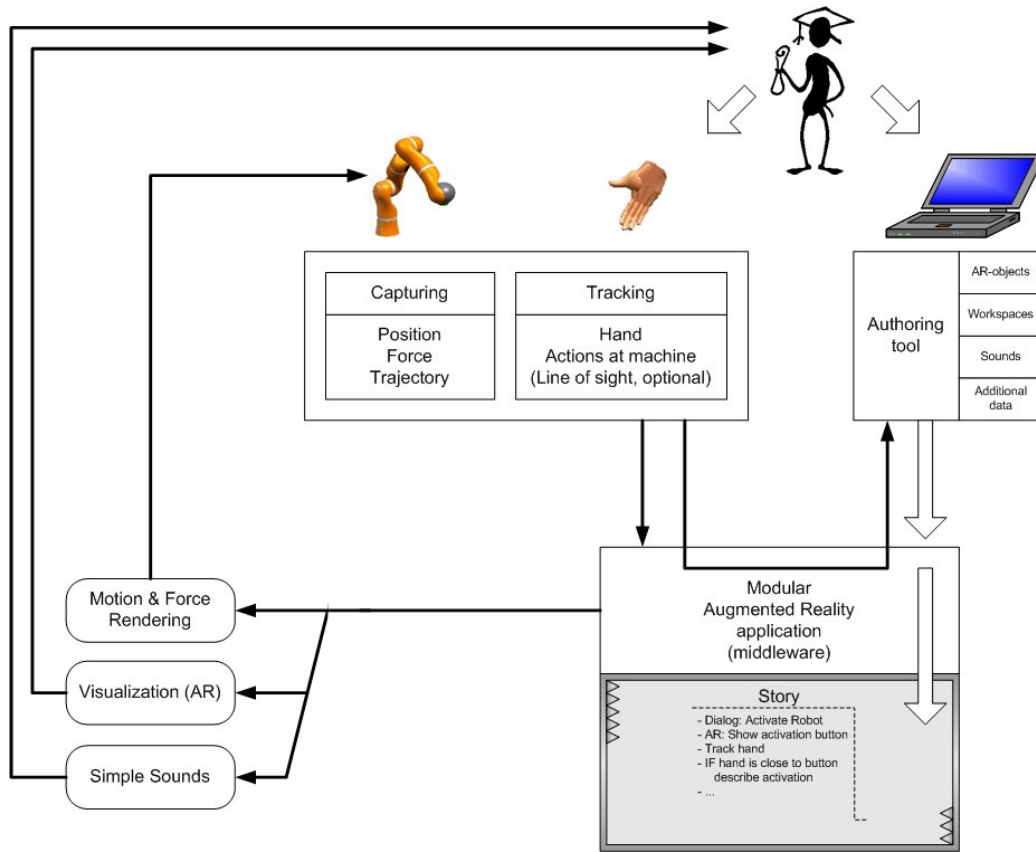 Capturing
Position
Force
Trajectory
Tracking
Hand
Actions at machine
(Line of sight, optional)
Authoring
tool
AR-objects
Workspaces
Sounds
Additional
data
Motion & Force
Rendering
Visualization (AR)
Simple Sounds
Modular
Augmented Reality
application
(middleware)
Story
- Dialog: Activate Robot
- AR: Show activation button
- Track hand
- IF hand is close to button
describe activation
- ...